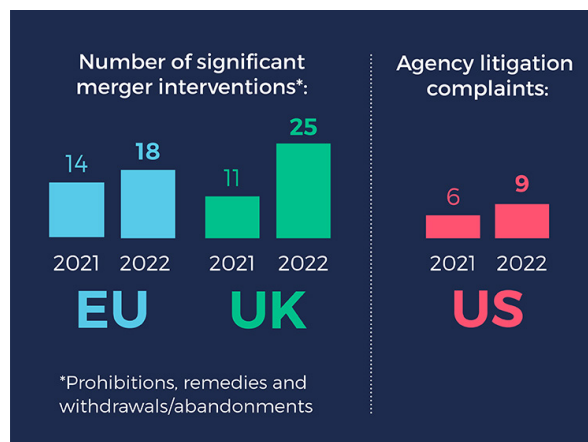 Number of significant
merger interventions*:
14
18
11
25
2021
2022
2021
2022
EU
UK
*Prohibitions, remedies and
withdrawals/abandonments
Agency litigation
complaints:
6
9
2021
2022
US